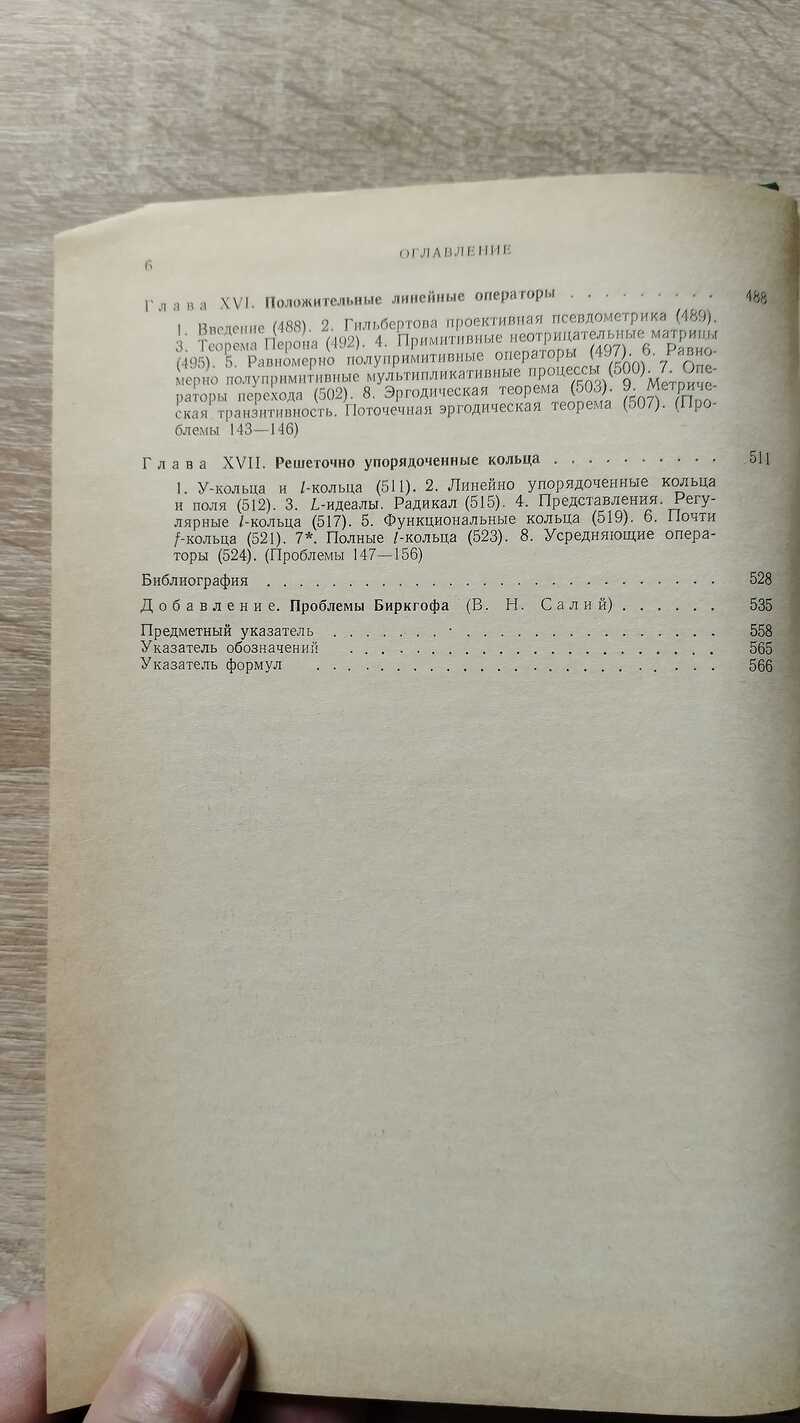 6
ОГЛАВЛЕНИЕ
Глава XVI. Положительные линейные операторы . . . . . . . . . 488
1. Введение (488). 2. Гильбертова проективная псевдометрика (489).
3. Теорема Перона (492). 4. Примитивные неотрицательные матрицы
(495). 5. Равномерно полупримитивные операторы (497). 6. Равно-
мерно полупримитивные мультипликативные процессы (500). 7. Опе-
раторы перехода (502). 8. Эргодическая теорема (503). 9. Метриче-
ская транзитивность. Поточечная эргодическая теорема (507). (Про-
блемы 143—146)
Глава XVII. Решеточно упорядоченные кольца . . . . . . . . . . 511
1. У-кольца и l-кольца (511). 2. Линейно упорядоченные кольца
и поля (512). 3. L-идеалы. Радикал (515). 4. Представления. Регу-
лярные l-кольца (517). 5. Функциональные кольца (519). 6. Почти
f-кольца (521). 7*. Полные l-кольца (523). 8. Усредняющие опера-
торы (524). (Проблемы 147—156)
Библиография . . . . . . . . . . . . . . . . . . . . . . . . . . 528
Добавление. Проблемы Биркгофа (В. Н. Салий) . . . . . . 535
Предметный указатель . . . . . . . . . . . . . . . . . . . . . . 558
Указатель обозначений . . . . . . . . . . . . . . . . . . . . . 565
Указатель формул . . . . . . . . . . . . . . . . . . . . . . . 566